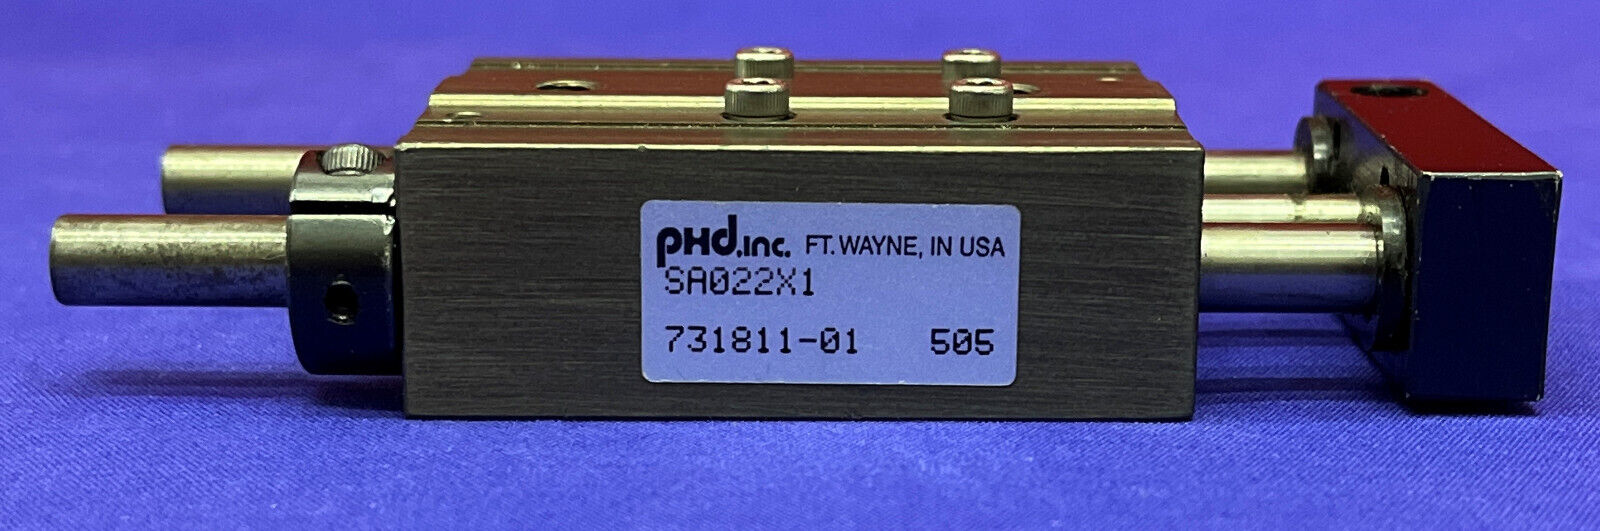 PHD.INC. FT. WAYNE, IN USA
SA022X1
731811-01 505